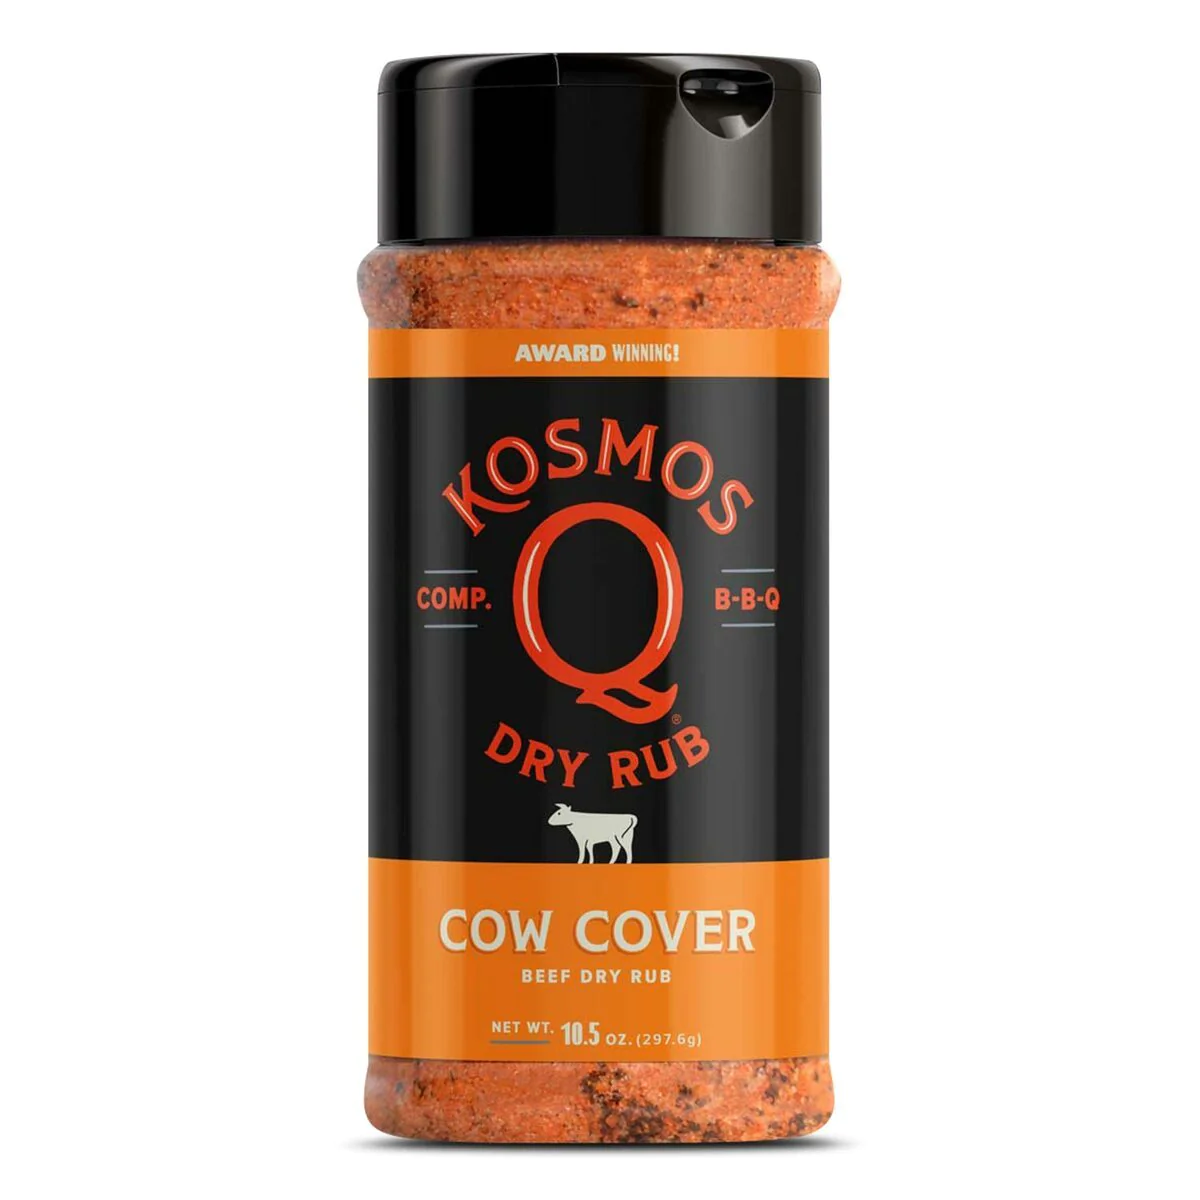 AWARD WINNING!
KOSMOS
Q
COMP.
B-B-Q
DRY RUB®
COW COVER
BEEF DRY RUB
NET WT. 10.5 OZ. (297.6g)